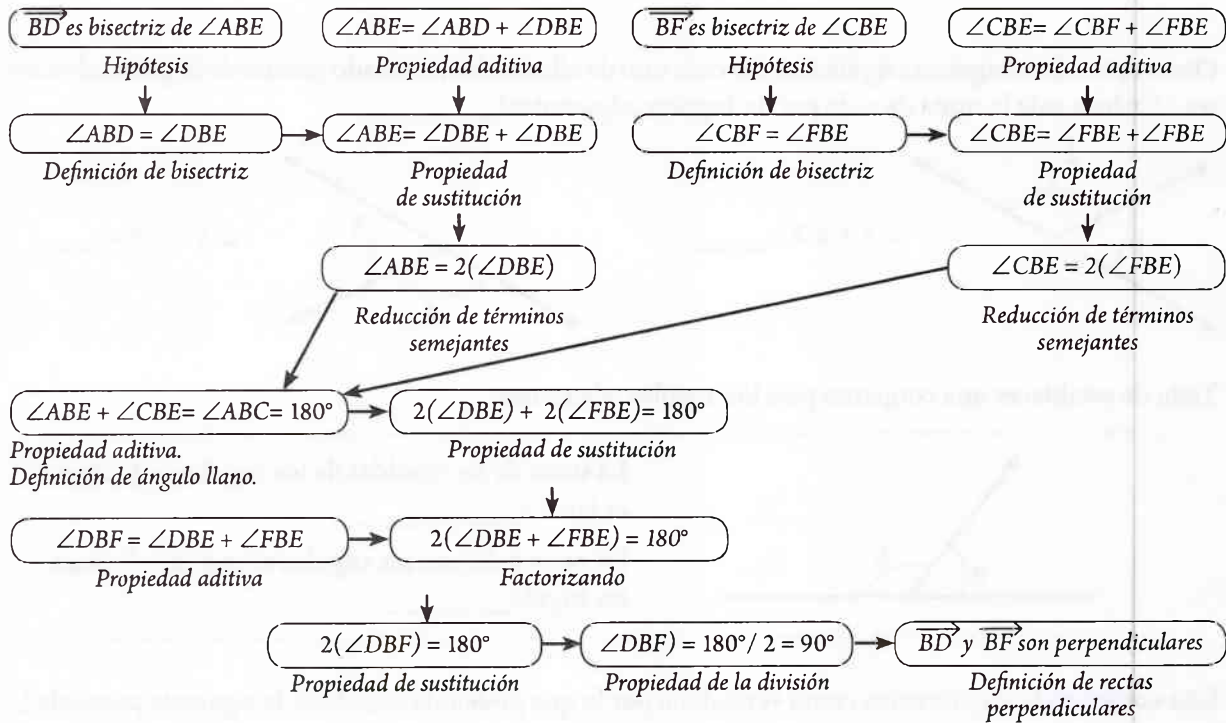 BD es bisectriz de ∠ABE
∠ABE= ∠ABD + ∠DBE
BF es bisectriz de ∠CBE
∠CBE= ∠CBF + ∠FBE
Hipótesis
Propiedad aditiva
Hipótesis
Propiedad aditiva
∠ABD = ∠DBE
∠ABE= ∠DBE + ∠DBE
∠CBF = ∠FBE
∠CBE= ∠FBE +∠FBE
Definición de bisectriz
Propiedad
de sustitución
Definición de bisectriz
Propiedad
de sustitución
∠ABE = 2(∠DBE)
∠CBE = 2(∠FBE)
Reducción de términos
semejantes
Reducción de términos
semejantes
∠ABE + ∠CBE= ∠ABC= 180°
2(∠DBE) + 2(∠FBE)= 180°
Propiedad aditiva.
Definición de ángulo llano.
Propiedad de sustitución
∠DBF = ∠DBE + ∠FBE
2(∠DBE + ∠FBE) = 180°
Propiedad aditiva
Factorizando
2(∠DBF) = 180°
∠DBF) = 180°/ 2 = 90°
BD y BF son perpendiculares
Propiedad de sustitución
Propiedad de la división
Definición de rectas
perpendiculares